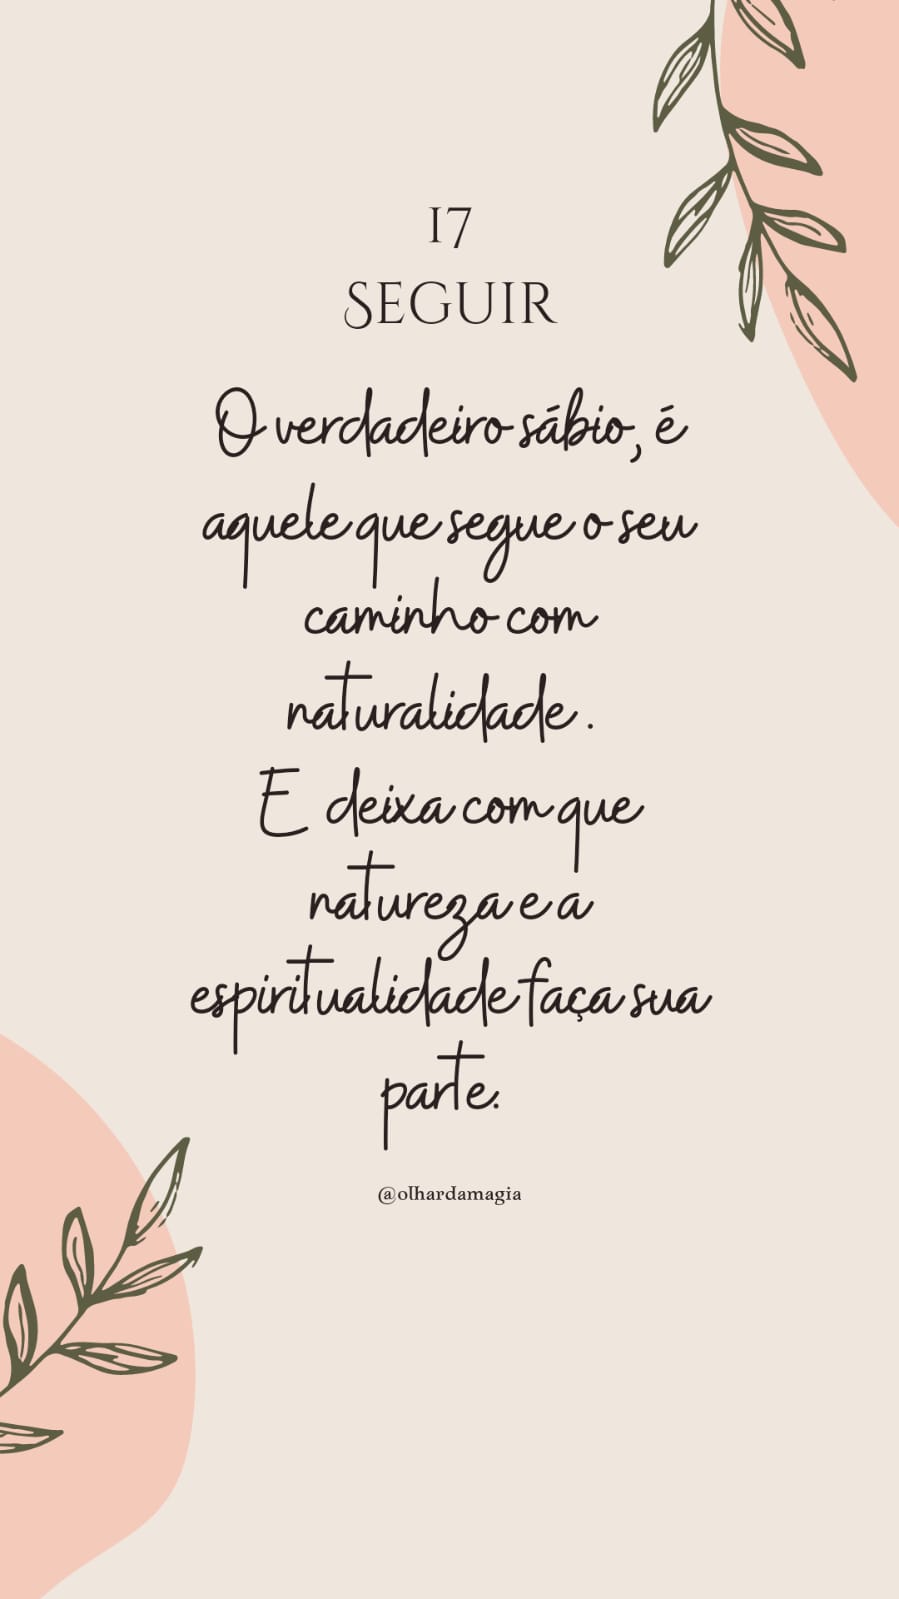 17
SEGUIR
O verdadeiro sábio, é
aquele que segue o seu
caminho com
naturalidade .
E deixa com que
natureza e a
espiritualidade faça sua
parte.
@olhardamagia